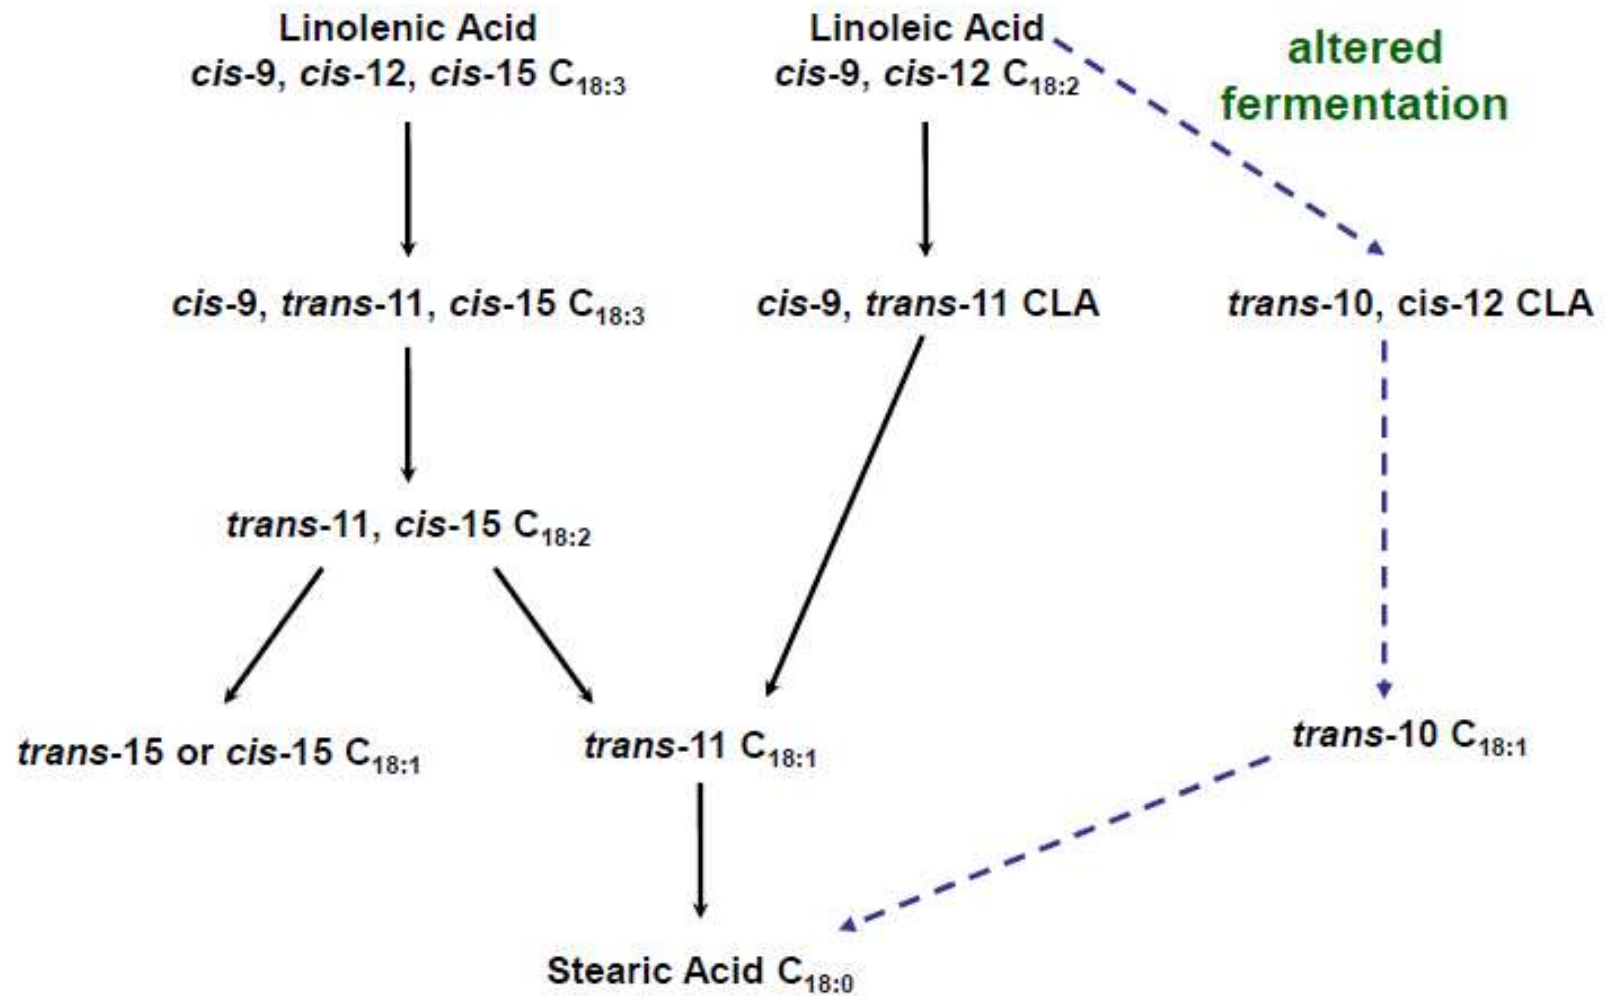 Linolenic Acid
cis-9, cis-12, cis-15 C18:3
Linoleic Acid
cis-9, cis-12 C18:2
altered
fermentation
cis-9, trans-11, cis-15 C18:3
cis-9, trans-11 CLA
trans-10, cis-12 CLA
trans-11, cis-15 C18:2
trans-15 or cis-15 C18:1
trans-11 C18:1
trans-10 C18:1
Stearic Acid C18:0